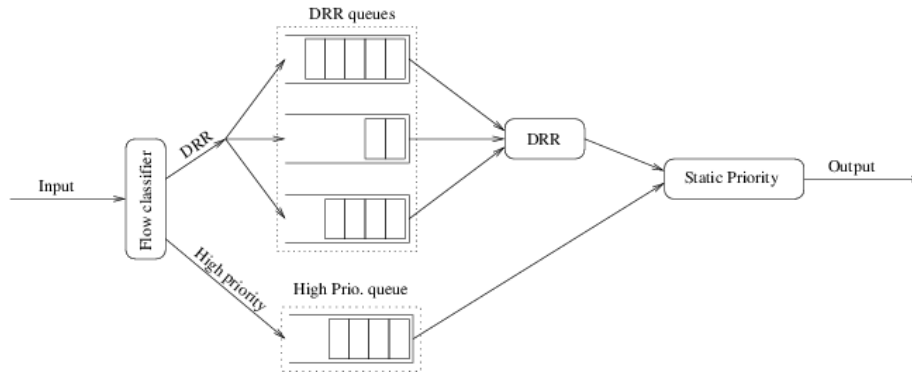 DRR queues
DRR
DRR
Input
Flow classifier
Static Priority
Output
High priority
High Prio. queue